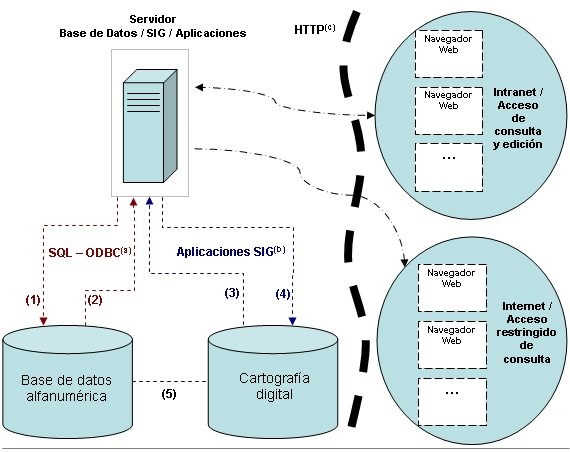 Servidor
Base de Datos / SIG / Aplicaciones
HTTP(c)
Navegador
Web
Navegador
Web
...
Intranet /
Acceso
de
consulta
y edición
SQL – ODBC(a)
Aplicaciones SIG(b)
(1)
(2)
(3)
(4)
Base de datos
alfanumérica
(5)
Cartografía
digital
Navegador
Web
Navegador
Web
...
Internet /
Acceso
restringido
de
consulta